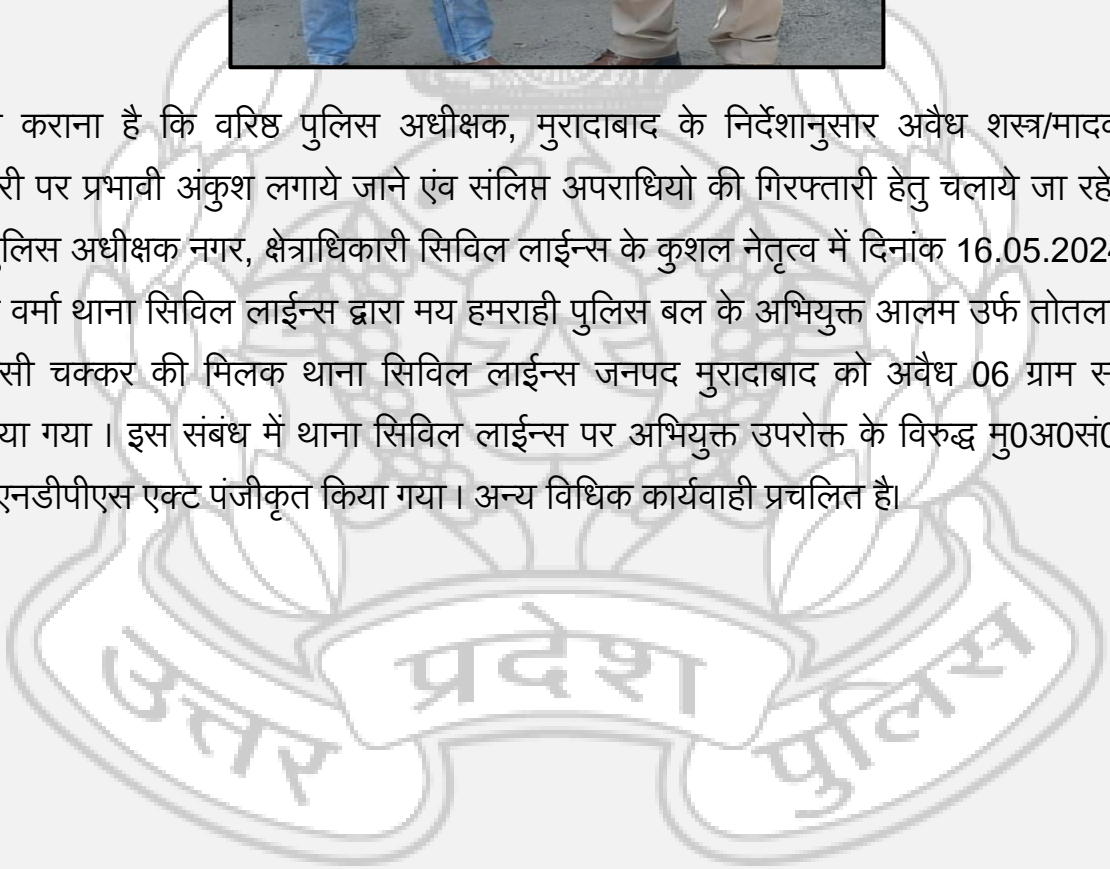 कराना है कि वरिष्ठ पुलिस अधीक्षक, मुरादाबाद के निर्देशानुसार अवैध शस्त्र/मादक
पर प्रभावी अंकुश लगाये जाने एंव संलिप्त अपराधियो की गिरफ्तारी हेतु चलाये जा रहे
अधीक्षक नगर, क्षेत्राधिकारी सिविल लाईन्स के कुशल नेतृत्व में दिनांक 16.05.2024
वर्मा थाना सिविल लाईन्स द्वारा मय हमराही पुलिस बल के अभियुक्त आलम उर्फ तोतल
चक्कर की मिलक थाना सिविल लाईन्स जनपद मुरादाबाद को अवैध 06 ग्राम
गया । इस संबंध में थाना सिविल लाईन्स पर अभियुक्त उपरोक्त के विरुद्ध मु0अ0सं0
एनडीपीएस एक्ट पंजीकृत किया गया । अन्य विधिक कार्यवाही प्रचलित है।
उत्तर प्रदेश पुलिस